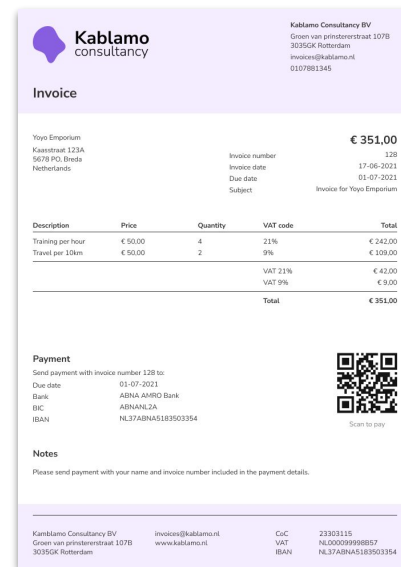 Kablamo
consultancy
Kablamo Consultancy BV
Groen van prinstererstraat 107B
3035GK Rotterdam
invoices@kablamo.nl
0107881345
Invoice
Yoyo Emporium
Kaasstraat 123A
5678 PO, Breda
Netherlands
€ 351,00
Invoice number 128
Invoice date 17-06-2021
Due date 01-07-2021
Subject Invoice for Yoyo Emporium
Description Price Quantity VAT code Total
Training per hour € 50,00 4 21% € 242,00
Travel per 10km € 50,00 2 9% € 109,00
VAT 21% € 42,00
VAT 9% € 9,00
Total € 351,00
Payment
Send payment with invoice number 128 to:
Due date 01-07-2021
Bank ABNA AMRO Bank
BIC ABNANL2A
IBAN NL37ABNA5183503354
Scan to pay
Notes
Please send payment with your name and invoice number included in the payment details.
Kamblamo Consultancy BV invoices@kablamo.nl CoC 23303115
Groen van prinstererstraat 107B www.kablamo.nl VAT NL000099998B57
3035GK Rotterdam IBAN NL37ABNA5183503354